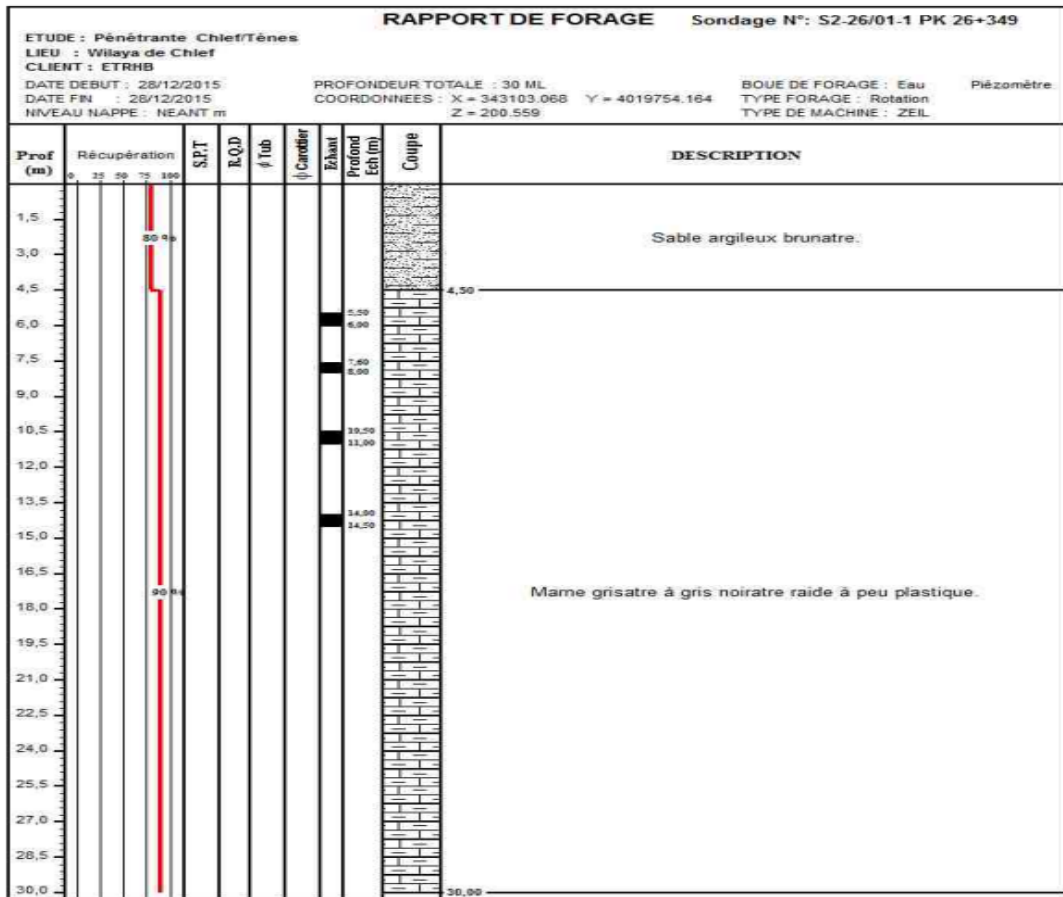 RAPPORT DE FORAGE Sondage N°: S2-26/01-1 PK 26+349
ETUDE : Pènétrante Chlef/Tènes
LIEU : Wilaya de Chlef
CLIENT : ETRHB
DATE DEBUT : 28/12/2015 PROFONDEUR TOTALE : 30 ML BOUE DE FORAGE : Eau Pièzomètre
DATE FIN : 28/12/2015 COORDONNEES : X = 343103.068 Y = 4019754.164 TYPE FORAGE : Rotation
NIVEAU NAPPE : NEANT m Z = 200.559 TYPE DE MACHINE : ZEIL
Prof (m) Récupération S.P.T R.Q.D ϕ Tub ϕ Carottier Echant Profond Ech (m) Coupe DESCRIPTION
0 25 50 75 100
1,5
80 % Sable argileux brunatre.
3,0
4,5 4,50
5,50
6,0 6,00
7,5 7,60
8,00
9,0
10,5 10,50
11,00
12,0
13,5
14,00
14,50
15,0
16,5
90 % Marne grisatre à gris noiratre raide à peu plastique.
18,0
19,5
21,0
22,5
24,0
25,5
27,0
28,5
30,0 30,00